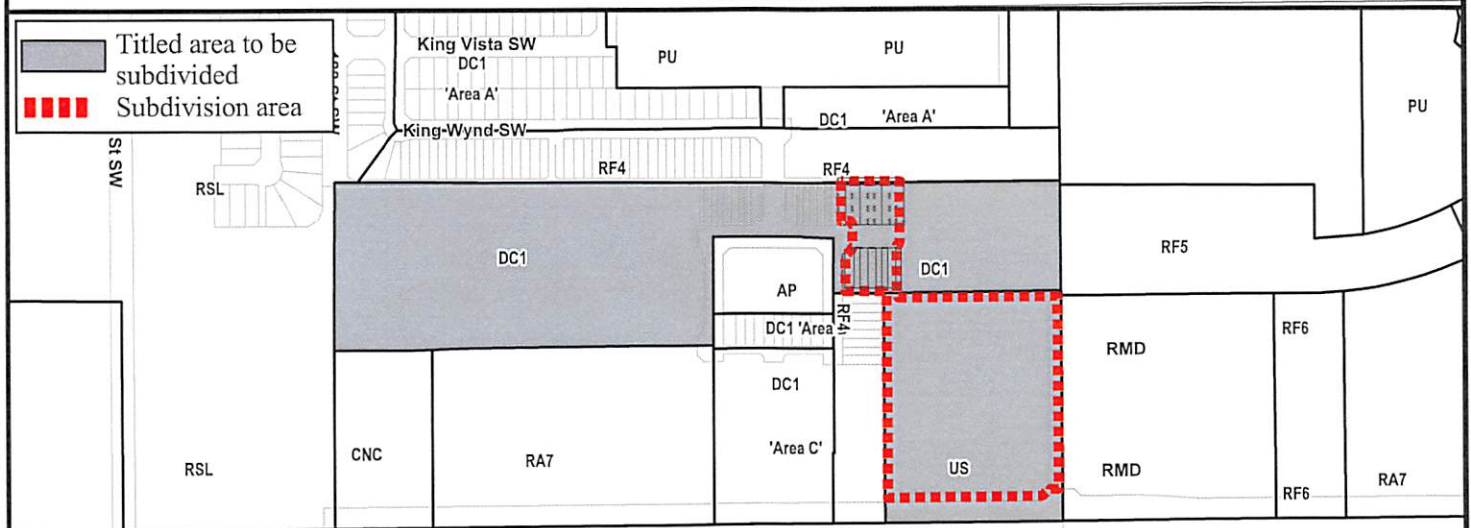 Titled area to be
subdivided
Subdivision area
King Vista SW
DC1
'Area A'
PU
PU
PU
DC1
'Area A'
King-Wynd-SW
St SW
RSL
RF4
RF4
DC1
DC1
RF5
AP
RF4
DC1 'Area
RF6
RMD
DC1
CNC
RA7
'Area C'
RSL
US
RMD
RF6
RA7